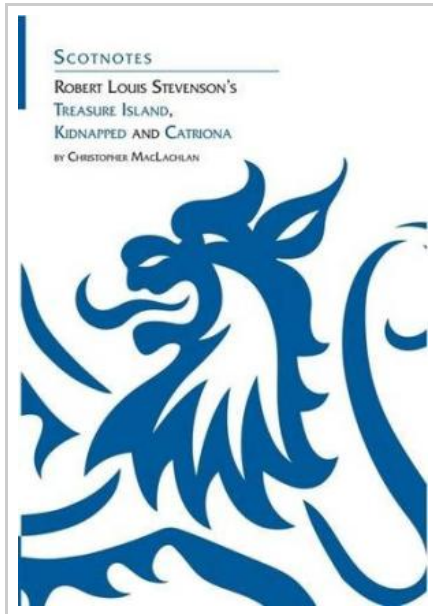 SCOTNOTES
ROBERT LOUIS STEVENSON'S
TREASURE ISLAND,
KIDNAPPED AND CATRIONA
BY CHRISTOPHER MACLACHLAN